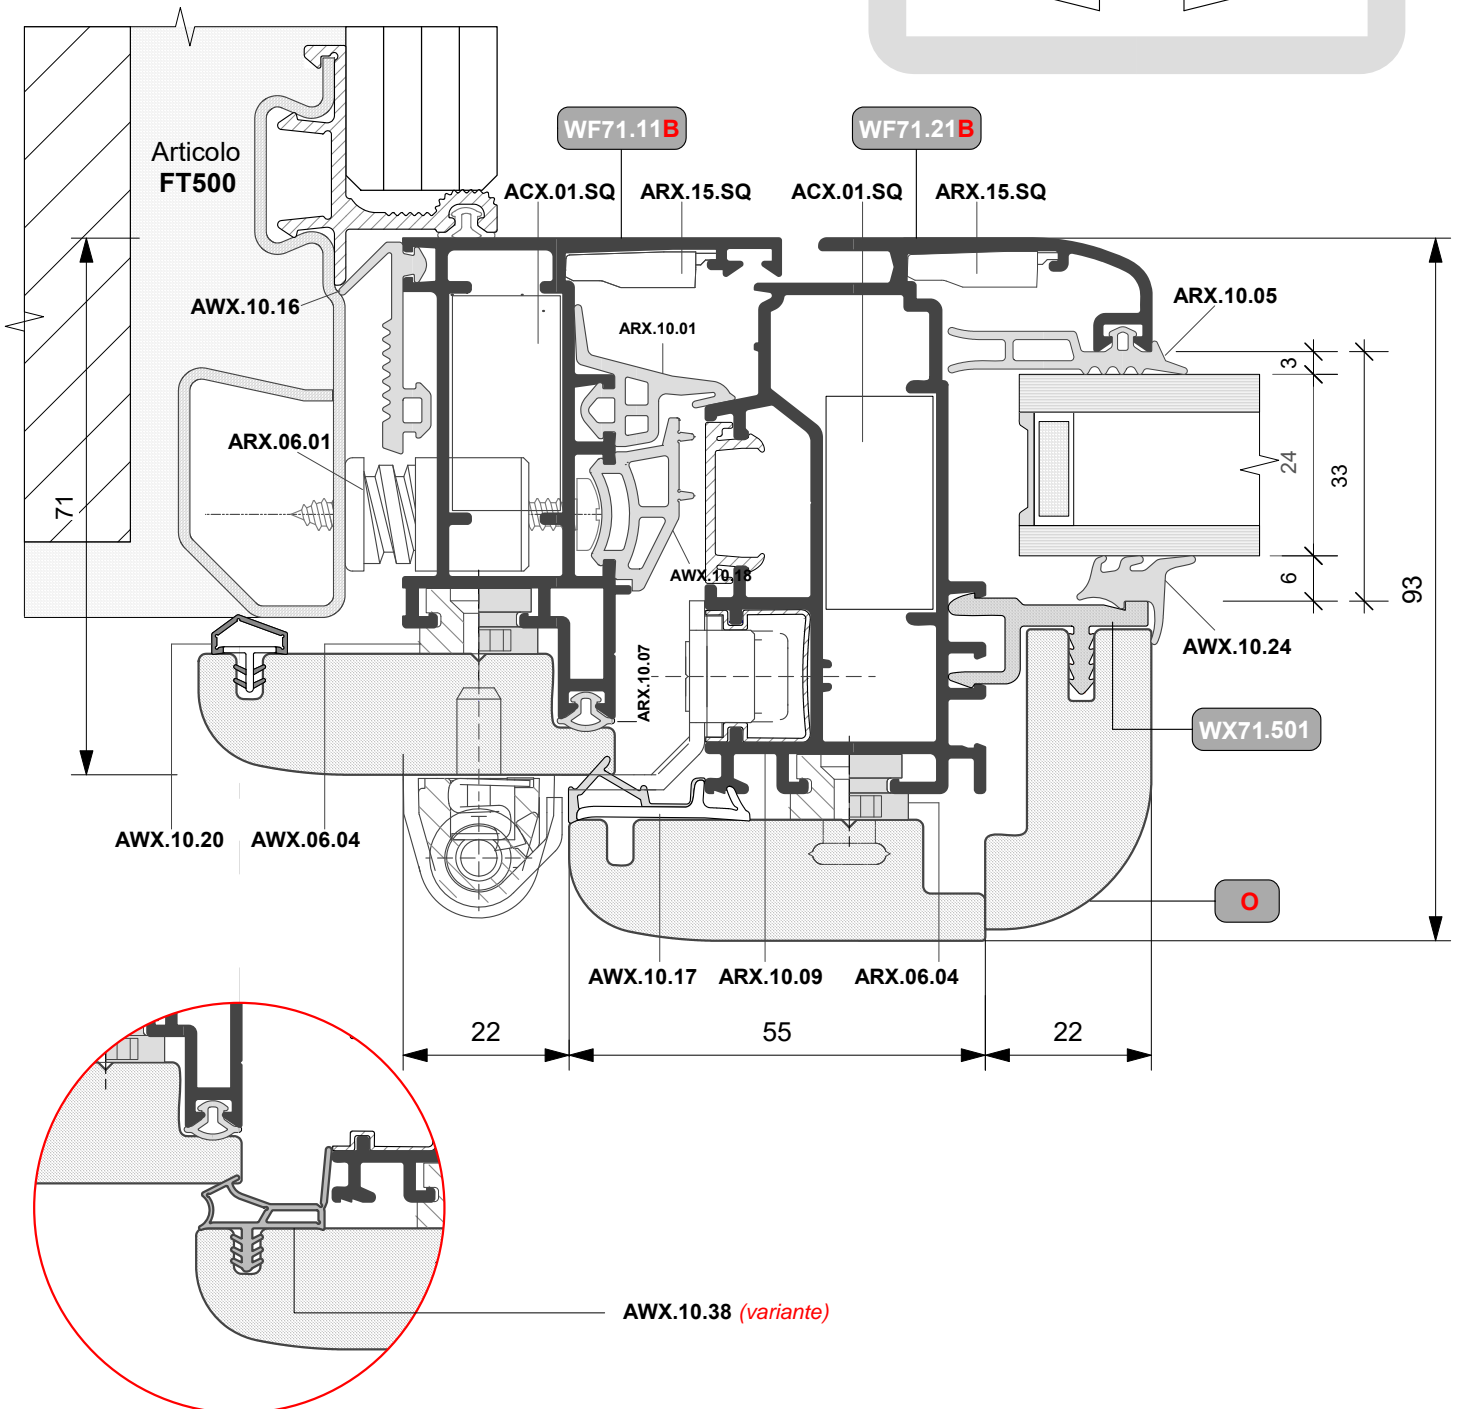 WF71.11B
WF71.21B
Articolo
FT500
ACX.01.SQ
ARX.15.SQ
ACX.01.SQ
ARX.15.SQ
AWX.10.16
ARX.10.01
ARX.10.05
3
ARX.06.01
24
33
71
AWX.10,18
6
93
ARX.10.07
AWX.10.24
WX71.501
AWX.10.20
AWX.06.04
O
AWX.10.17
ARX.10.09
ARX.06.04
22
55
22
AWX.10.38 (variante)